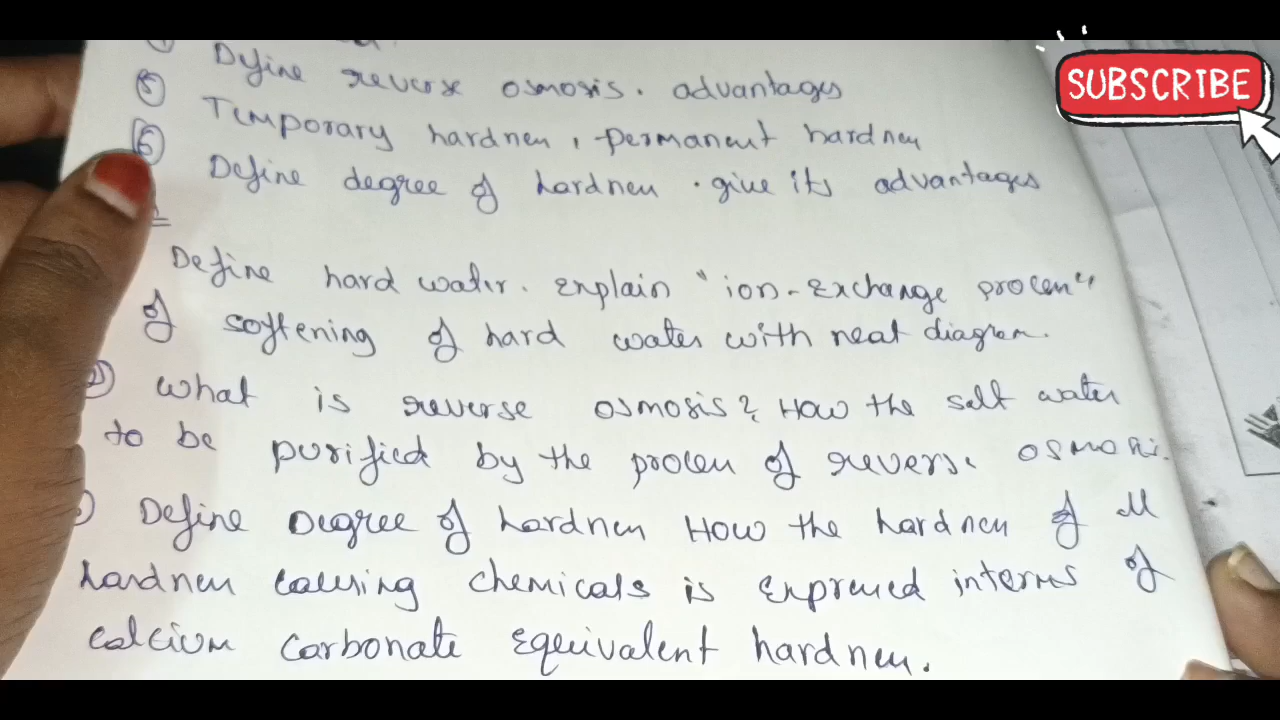 Define reverse osmosis. advantages
⑤ Temporary hardness, permanent hardness
⑥ Define degree of hardness. give its advantages
Define hard water. Explain "ion-Exchange process"
of softening of hard water with neat diagram.
2) What is reverse osmosis? How the salt water
to be purified by the process of reverse osmosis.
) Define Degree of hardness How the hardness of all
hardness causing chemicals is Expressed interms of
calcium carbonate Equivalent hardness.
SUBSCRIBE